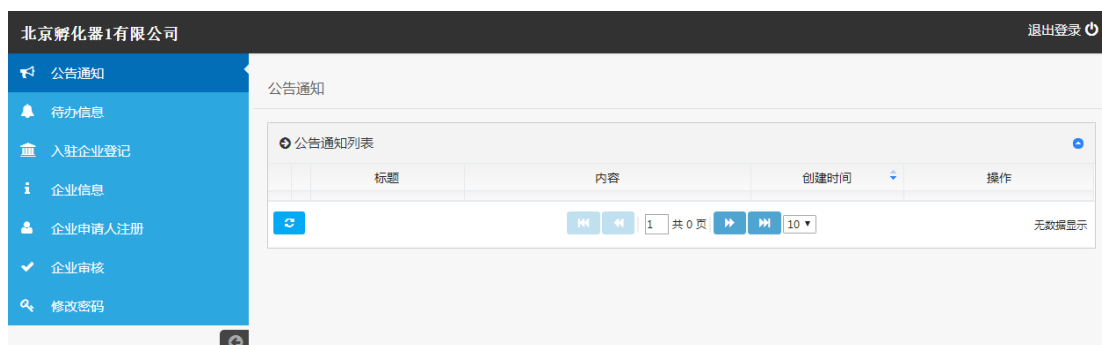 北京孵化器1有限公司
退出登录
公告通知
待办信息
入驻企业登记
企业信息
企业申请人注册
企业审核
修改密码
公告通知
公告通知列表
标题 内容 创建时间 操作
1 共 0 页 10 无数据显示